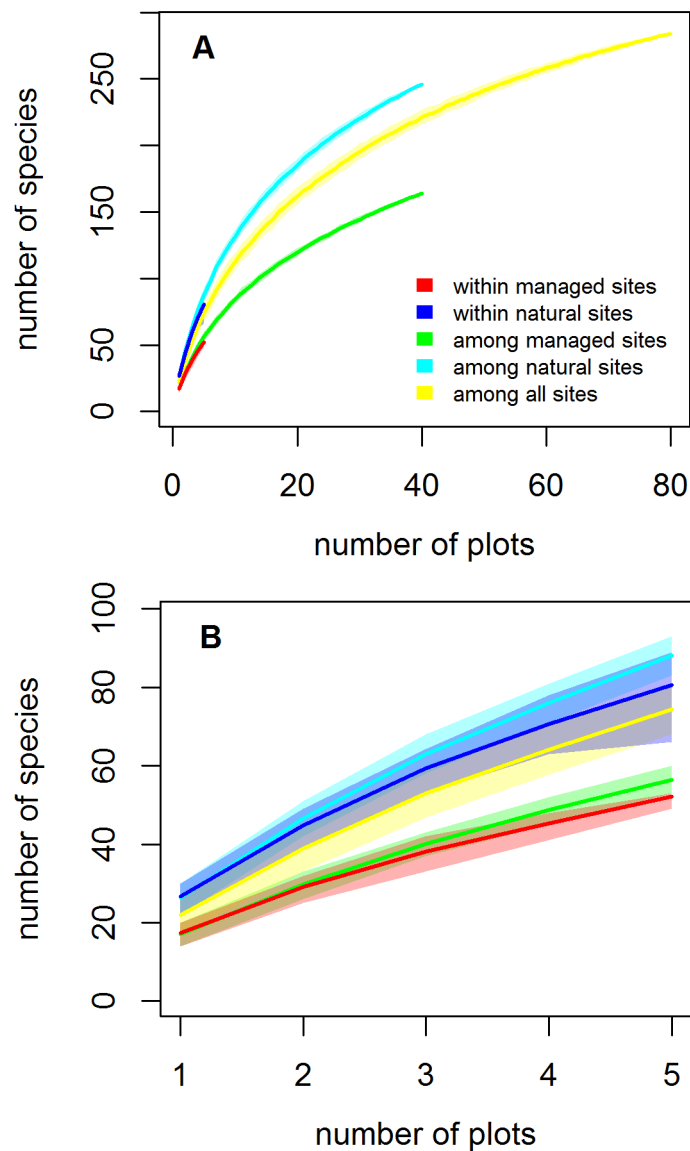 A
number of species
250
150
50
0
within managed sites
within natural sites
among managed sites
among natural sites
among all sites
0 20 40 60 80
number of plots
B
number of species
100
80
60
40
20
0
1 2 3 4 5
number of plots